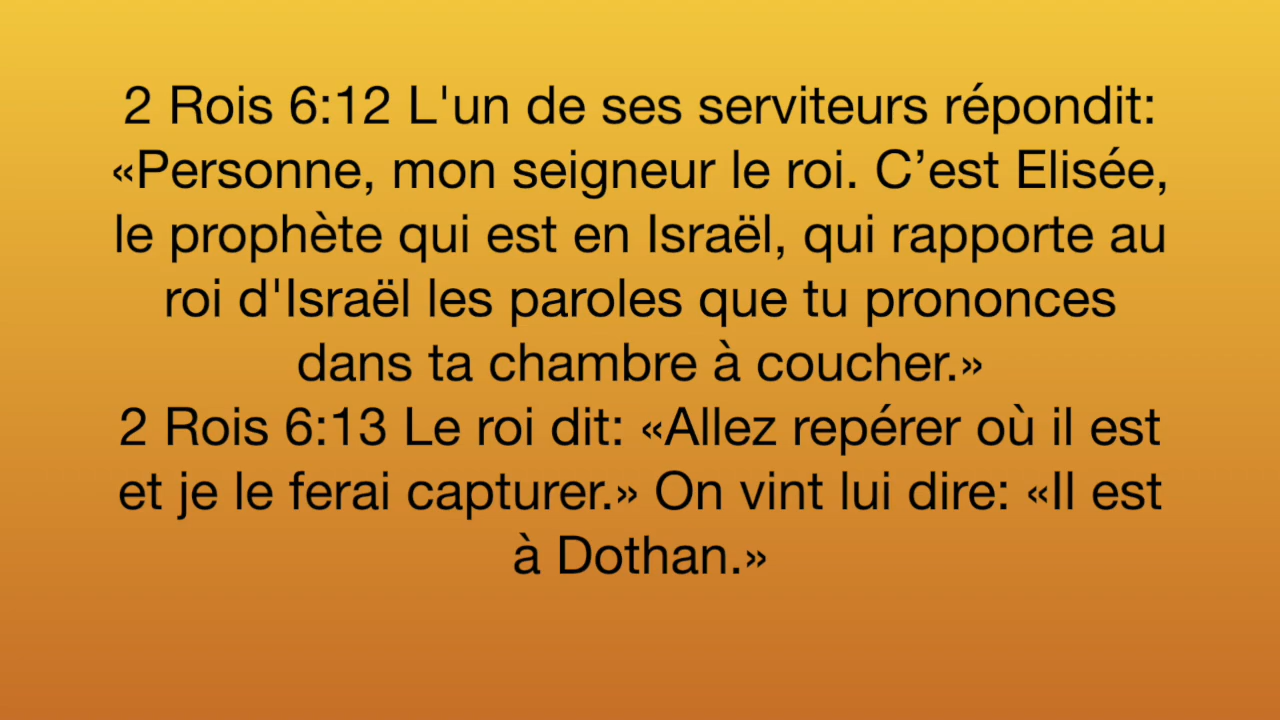 2 Rois 6:12 L'un de ses serviteurs répondit:
«Personne, mon seigneur le roi. C’est Elisée,
le prophète qui est en Israël, qui rapporte au
roi d'Israël les paroles que tu prononces
dans ta chambre à coucher.»
2 Rois 6:13 Le roi dit: «Allez repérer où il est
et je le ferai capturer.» On vint lui dire: «Il est
à Dothan.»